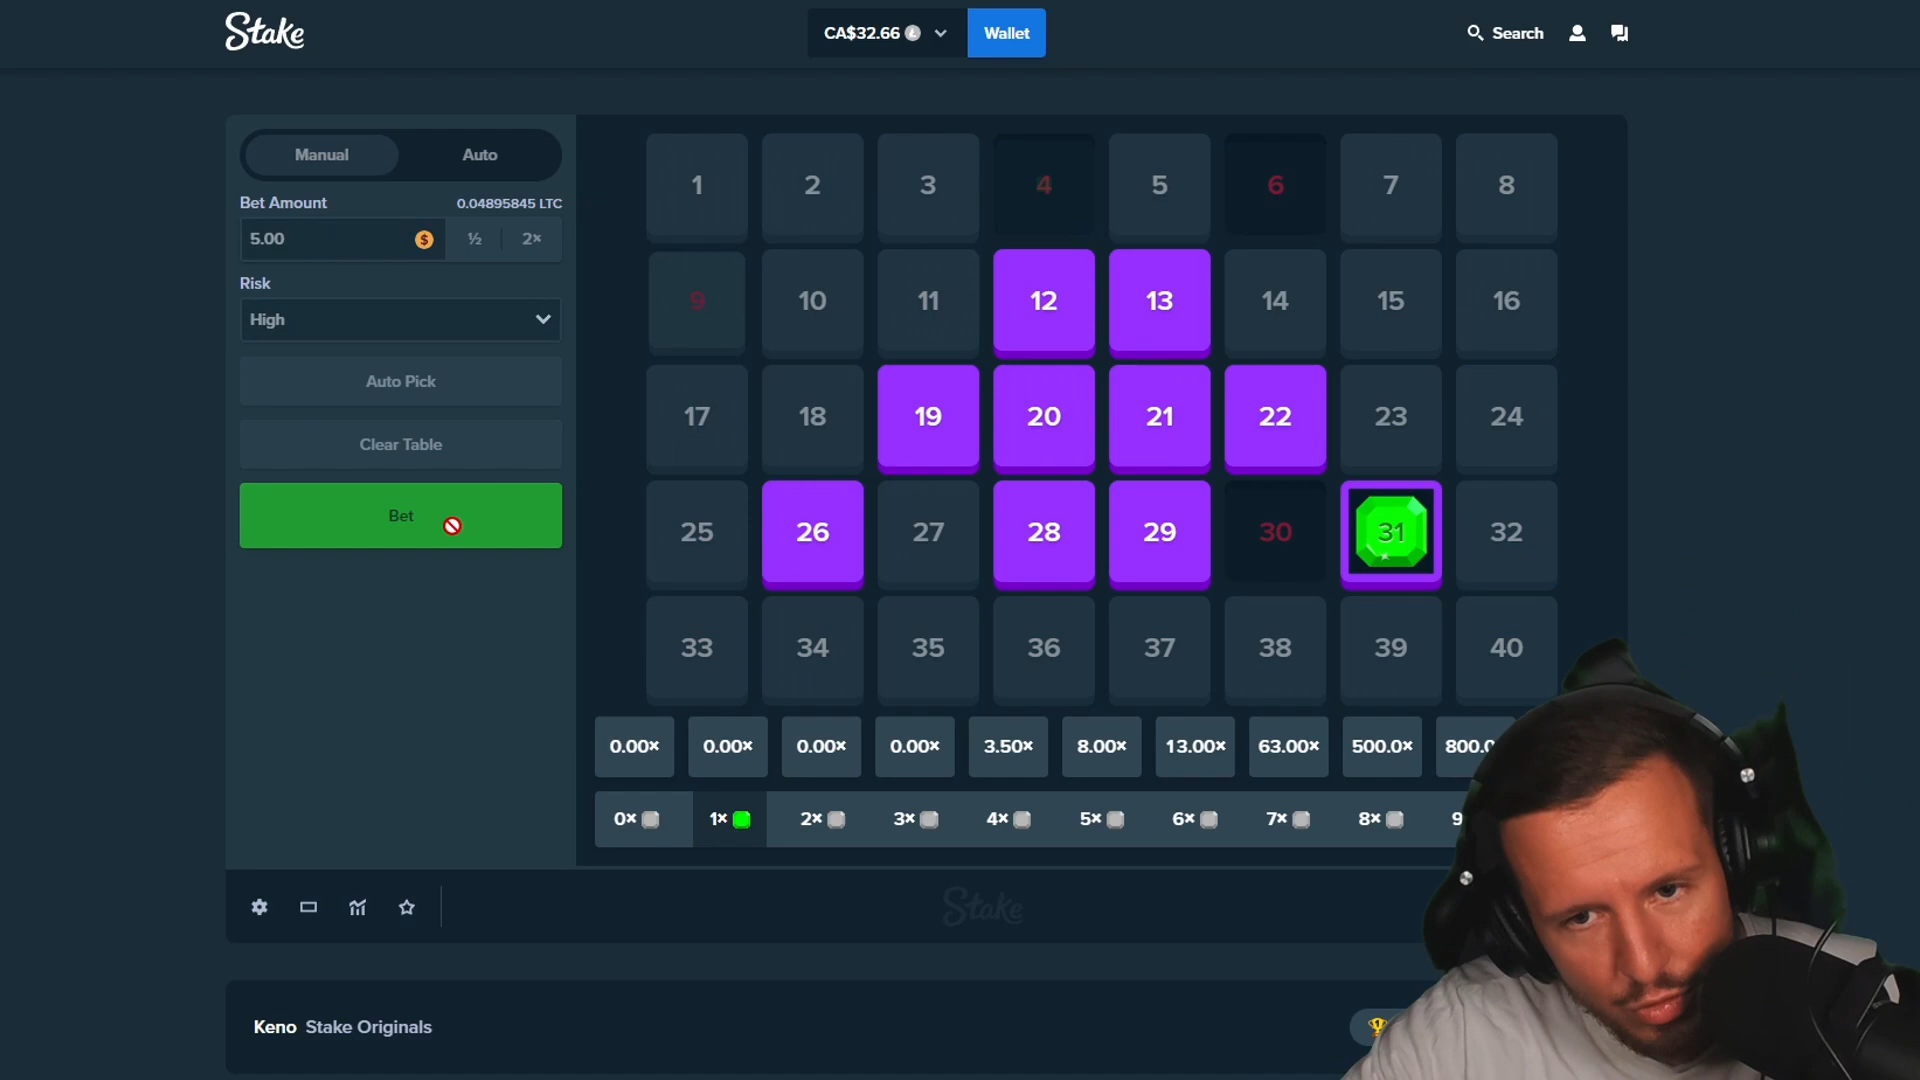 Stake
CA$32.66
Wallet
Search
Manual Auto
Bet Amount 0.04895845 LTC
5.00 $ ½ 2×
Risk
High
Auto Pick
Clear Table
Bet
1 2 3 4 5 6 7 8
9 10 11 12 13 14 15 16
17 18 19 20 21 22 23 24
25 26 27 28 29 30 31 32
33 34 35 36 37 38 39 40
0.00× 0.00× 0.00× 0.00× 3.50× 8.00× 13.00× 63.00× 500.0× 800.0
0× 1× 2× 3× 4× 5× 6× 7× 8× 9
Stake
Keno Stake Originals